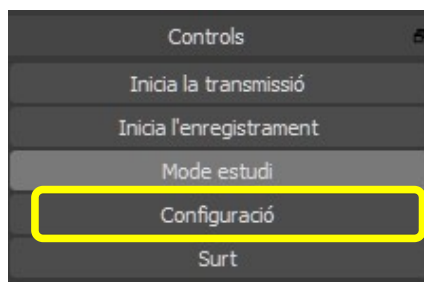 Controls
Inicia la transmissió
Inicia l'enregistrament
Mode estudi
Configuració
Surt